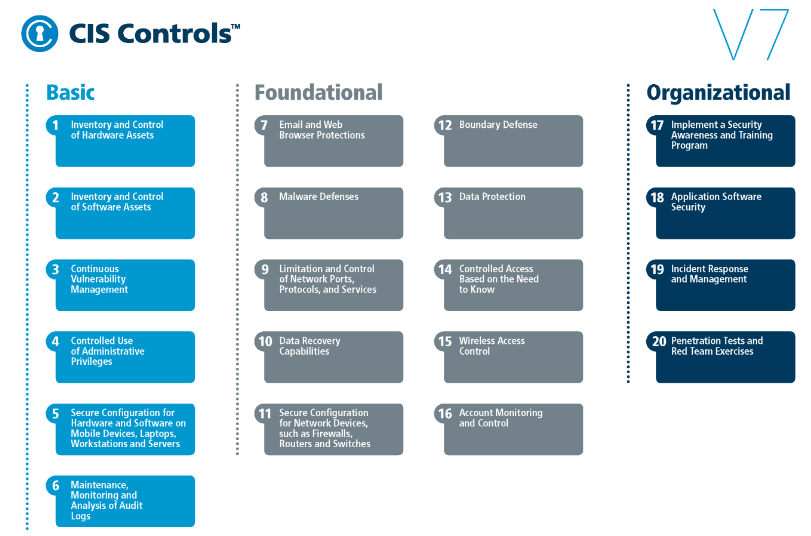 CIS Controls™
V7
Basic
1
Inventory and Control
of Hardware Assets
2
Inventory and Control
of Software Assets
3
Continuous
Vulnerability
Management
4
Controlled Use
of Administrative
Privileges
5
Secure Configuration for
Hardware and Software on
Mobile Devices, Laptops,
Workstations and Servers
6
Maintenance,
Monitoring and
Analysis of Audit
Logs
Foundational
7
Email and Web
Browser Protections
8
Malware Defenses
9
Limitation and Control
of Network Ports,
Protocols, and Services
10
Data Recovery
Capabilities
11
Secure Configuration
for Network Devices,
such as Firewalls,
Routers and Switches
12
Boundary Defense
13
Data Protection
14
Controlled Access
Based on the Need
to Know
15
Wireless Access
Control
16
Account Monitoring
and Control
Organizational
17
Implement a Security
Awareness and Training
Program
18
Application Software
Security
19
Incident Response
and Management
20
Penetration Tests and
Red Team Exercises